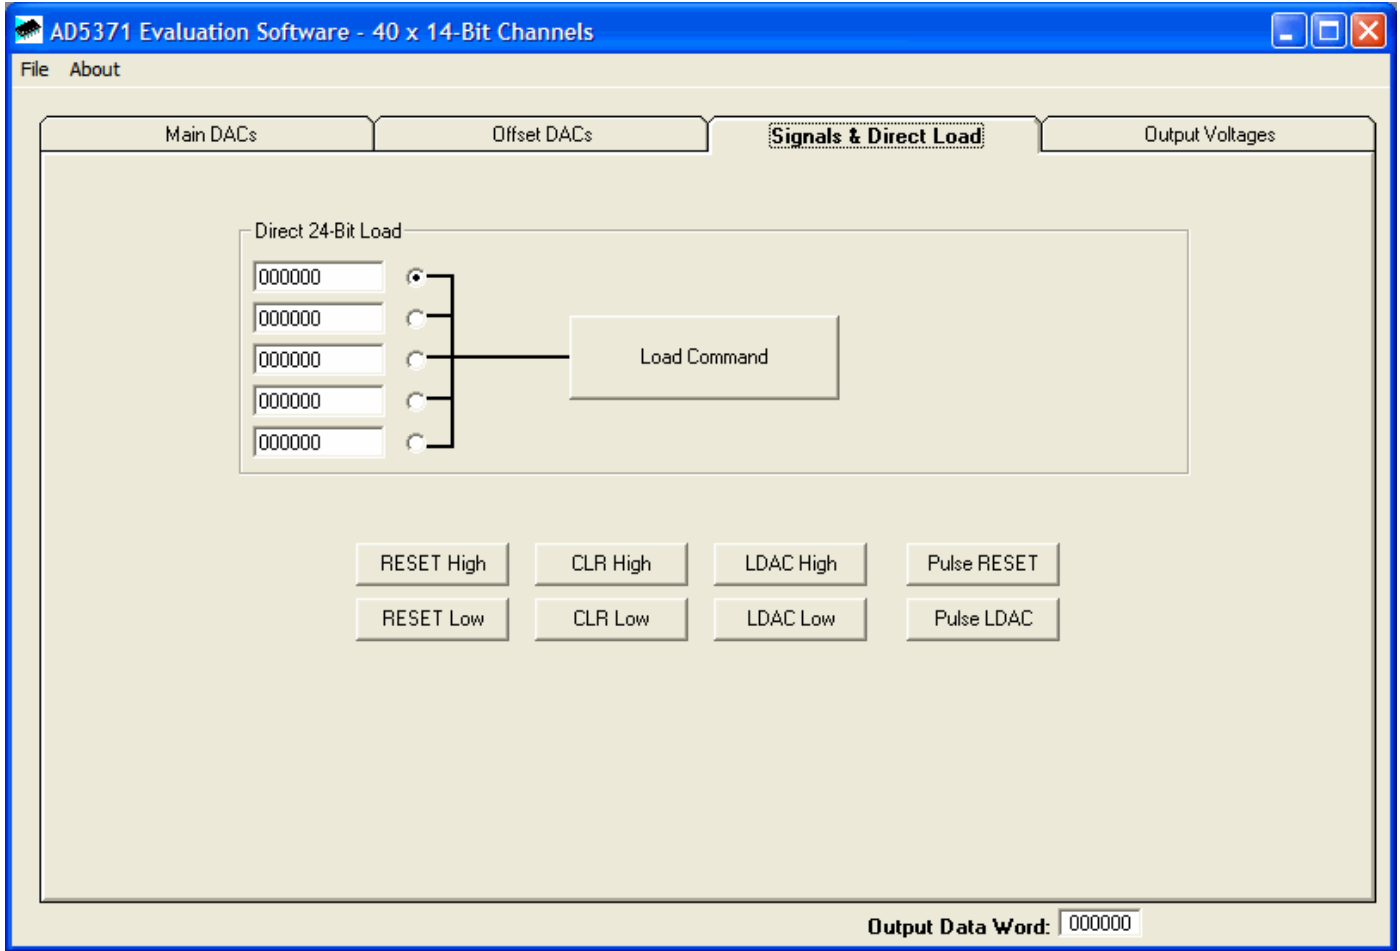 AD5371 Evaluation Software - 40 x 14-Bit Channels
File About
Main DACs Offset DACs Signals & Direct Load Output Voltages
Direct 24-Bit Load
000000
000000
000000
000000
000000
Load Command
RESET High CLR High LDAC High Pulse RESET
RESET Low CLR Low LDAC Low Pulse LDAC
Output Data Word: 000000